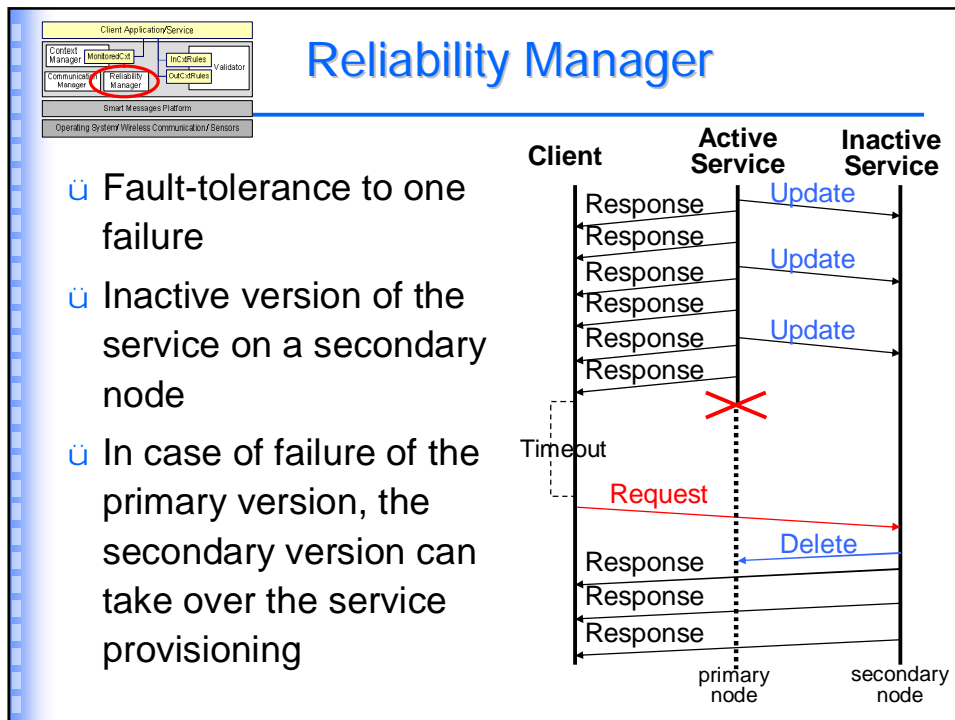 Client Application/Service
Context
Manager
MonitoredCxt
InCxtRules
Validator
Communication
Manager
Reliability
Manager
OutCxtRules
Smart Messages Platform
Operating System/ Wireless Communication/ Sensors
Reliability Manager
ü Fault-tolerance to one
failure
ü Inactive version of the
service on a secondary
node
ü In case of failure of the
primary version, the
secondary version can
take over the service
provisioning
Client
Active
Service
Inactive
Service
Response
Update
Response
Response
Update
Response
Response
Update
Response
Timeout
Request
Delete
Response
Response
Response
primary
node
secondary
node